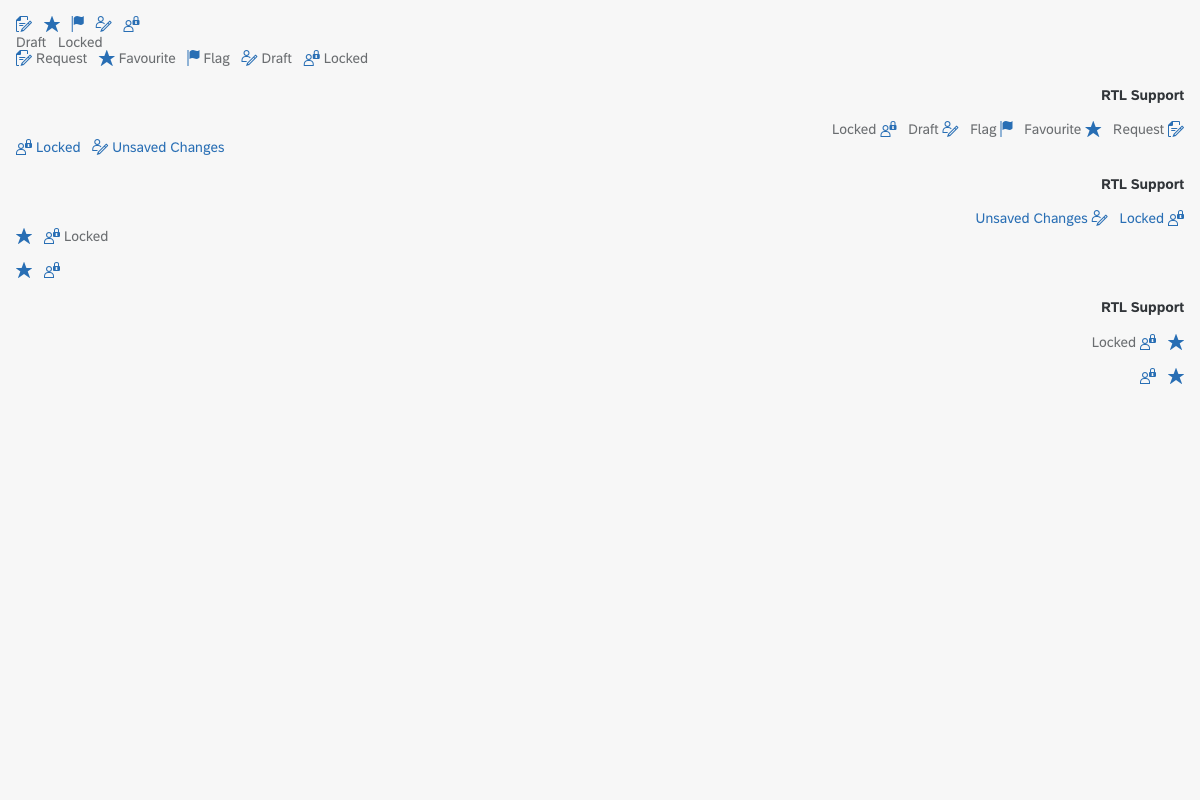 Draft Locked
Request Favourite Flag Draft Locked
RTL Support
Locked Draft Flag Favourite Request
Locked Unsaved Changes
RTL Support
Unsaved Changes Locked
Locked
RTL Support
Locked